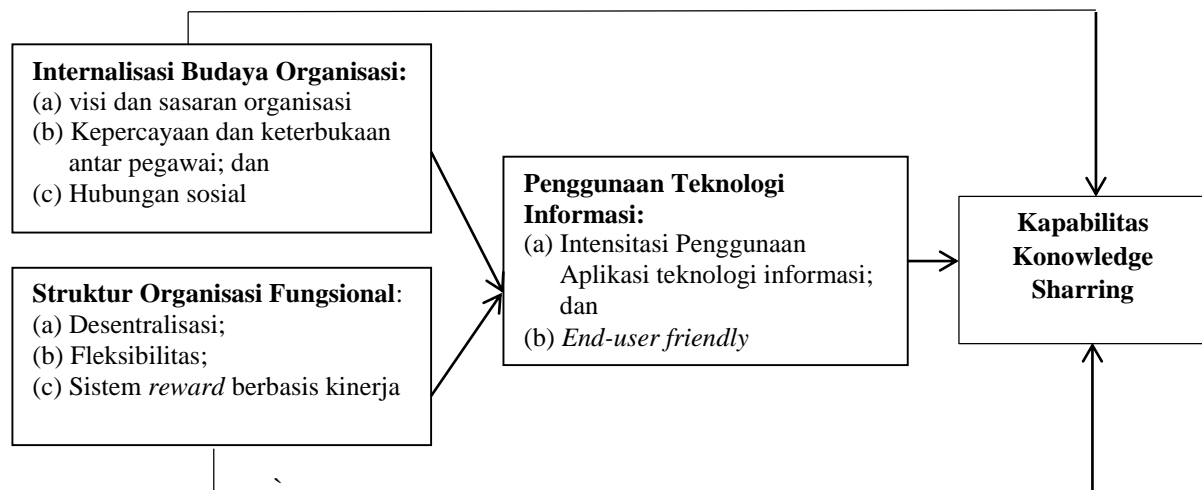 Internalisasi Budaya Organisasi:
(a) visi dan sasaran organisasi
(b) Kepercayaan dan keterbukaan
antar pegawai; dan
(c) Hubungan sosial
Struktur Organisasi Fungsional:
(a) Desentralisasi;
(b) Fleksibilitas;
(c) Sistem reward berbasis kinerja
Penggunaan Teknologi
Informasi:
(a) Intensitasi Penggunaan
Aplikasi teknologi informasi;
dan
(b) End-user friendly
Kapabilitas
Konowledge
Sharring
`